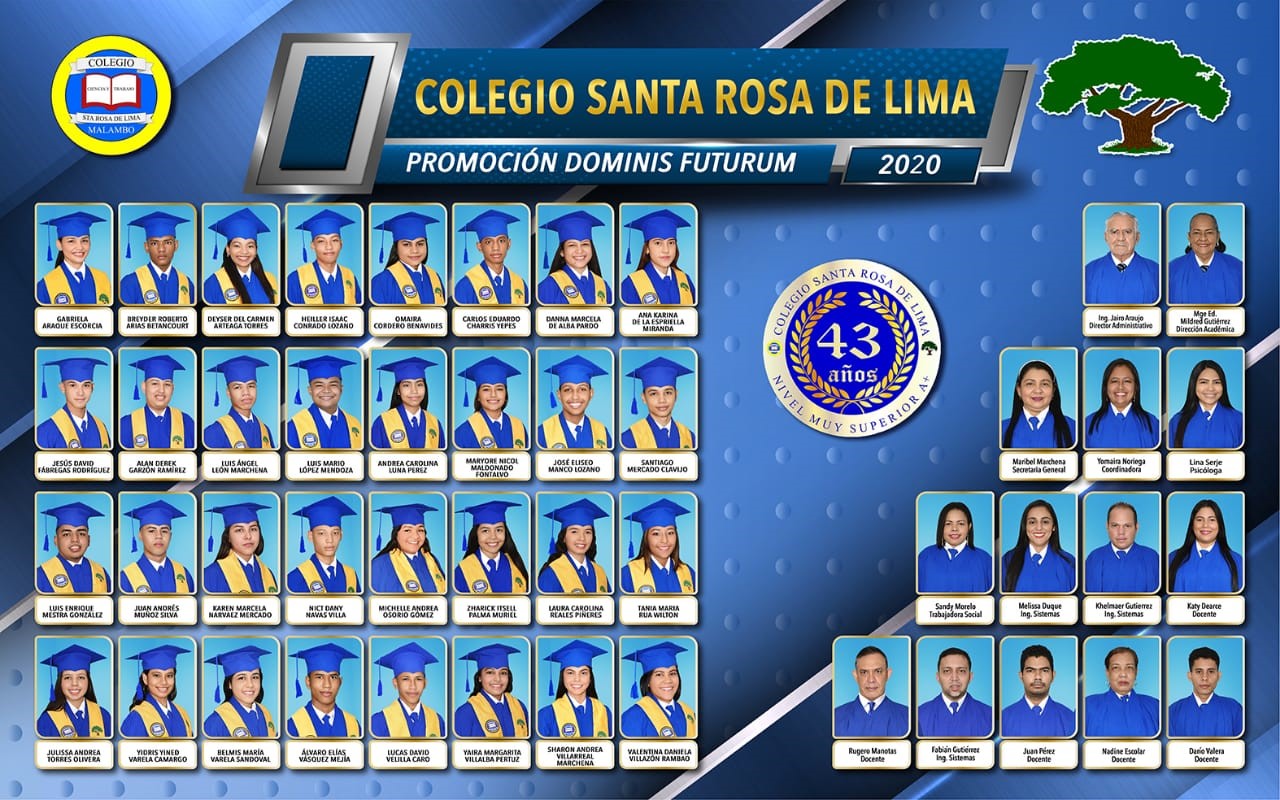 COLEGIO
CIENCIA Y TRABAJO
STA ROSA DE LIMA
MALAMBO
COLEGIO SANTA ROSA DE LIMA
PROMOCIÓN DOMINIS FUTURUM
2020
GABRIELA
ARAQUE ESCORCIA
BREYDER ROBERTO
ARIAS BETANCOURT
DEYSER DEL CARMEN
ARTEAGA TORRES
HEILLER ISAAC
CONRADO LOZANO
OMAIRA
CORDERO BENAVIDES
CARLOS EDUARDO
CHARRIS YEPES
DANNA MARCELA
DE ALBA PARDO
ANA KARINA
DE LA ESPRIELLA
MIRANDA
JESÚS DAVID
FÁBREGAS RODRÍGUEZ
ALAN DEREK
GARZÓN RAMÍREZ
LUIS ÁNGEL
LEÓN MARCHENA
LUIS MARIO
LÓPEZ MENDOZA
ANDREA CAROLINA
LUNA PEREZ
MARYORE NICOL
MALDONADO
FONTALVO
JOSÉ ELISEO
MANCO LOZANO
SANTIAGO
MERCADO CLAVIJO
LUIS ENRIQUE
MESTRA GONZÁLEZ
JUAN ANDRÉS
MUÑOZ SILVA
KAREN MARCELA
NARVAEZ MERCADO
NICT DANY
NAVAS VILLA
MICHELLE ANDREA
OSORIO GÓMEZ
ZHARICK ITSELL
PALMA MURIEL
LAURA CAROLINA
REALES PINERES
TANIA MARIA
RUA WILTON
JULISSA ANDREA
TORRES OLIVERA
YIDRIS YINED
VARELA CAMARGO
BELMIS MARÍA
VARELA SANDOVAL
ÁLVARO ELÍAS
VÁSQUEZ MEJÍA
LUCAS DAVID
VELILLA CARO
YAIRA MARGARITA
VILLALBA PERTUZ
SHARON ANDREA
VILLARREAL
MARCHENA
VALENTINA DANIELA
VILLAZÓN RAMBAO
COLEGIO SANTA ROSA DE LIMA
43
años
NIVEL MUY SUPERIOR A+
Ing. Jairo Araujo
Director Administiativo
Mge Ed.
Mildred Gutiérrez
Dirección Académica
Maribel Marchena
Secretaria General
Yomaira Noriega
Coordinadora
Lina Serje
Psicóloga
Sandy Morelo
Trabajadora Social
Melissa Duque
Ing. Sistemas
Khelmaer Gutierrez
Ing. Sistemas
Katy Dearce
Docente
Rugero Manotas
Docente
Fabián Gutiérrez
Ing. Sistemas
Juan Pérez
Docente
Nadine Escolar
Docente
Darío Valera
Docente